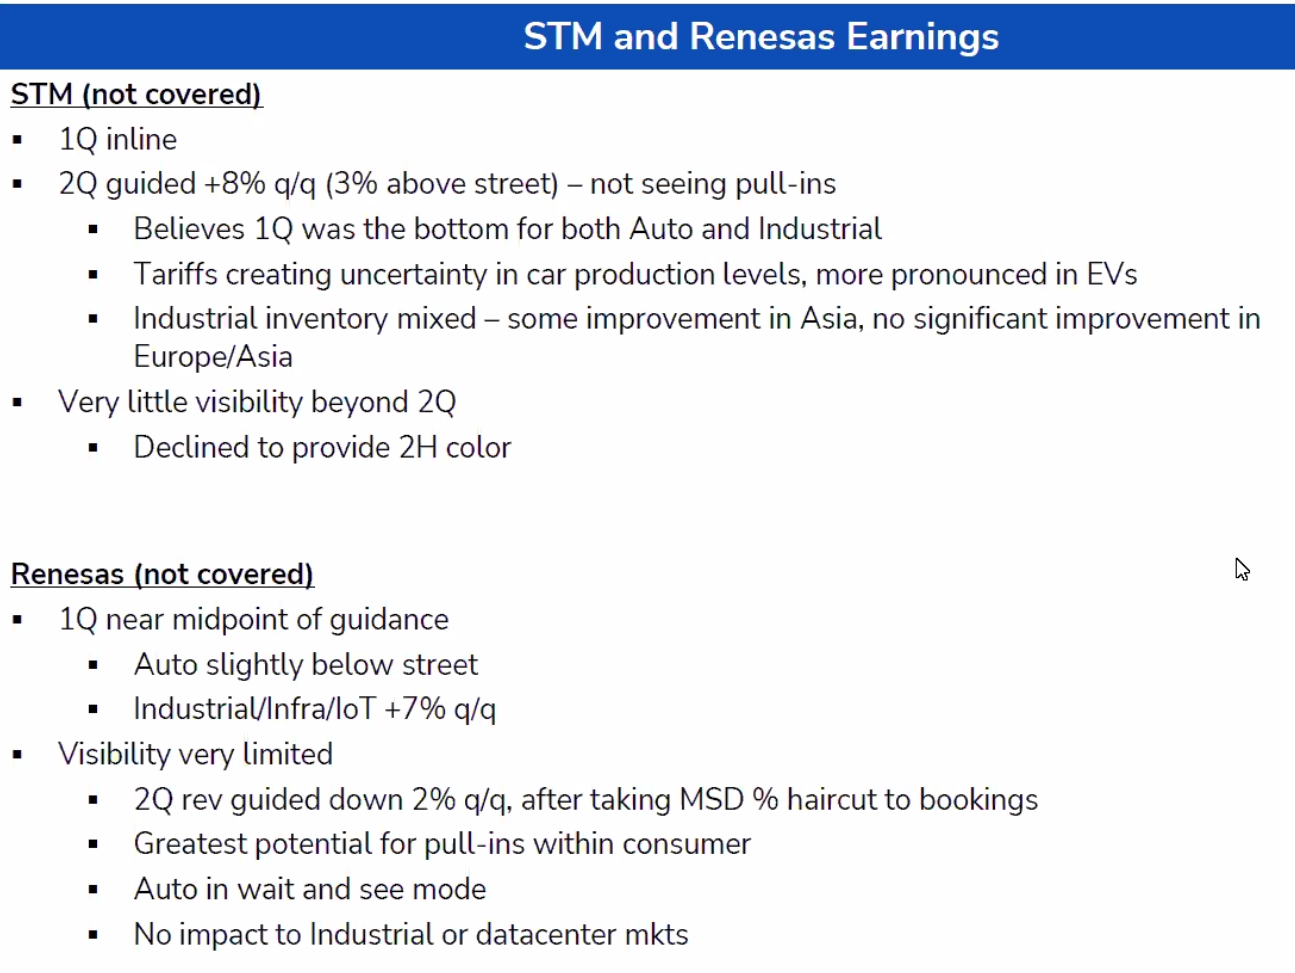 STM and Renesas Earnings
STM (not covered)
▪ 1Q inline
▪ 2Q guided +8% q/q (3% above street) – not seeing pull-ins
▪ Believes 1Q was the bottom for both Auto and Industrial
▪ Tariffs creating uncertainty in car production levels, more pronounced in EVs
▪ Industrial inventory mixed – some improvement in Asia, no significant improvement in
Europe/Asia
▪ Very little visibility beyond 2Q
▪ Declined to provide 2H color
Renesas (not covered)
▪ 1Q near midpoint of guidance
▪ Auto slightly below street
▪ Industrial/Infra/IoT +7% q/q
▪ Visibility very limited
▪ 2Q rev guided down 2% q/q, after taking MSD % haircut to bookings
▪ Greatest potential for pull-ins within consumer
▪ Auto in wait and see mode
▪ No impact to Industrial or datacenter mkts